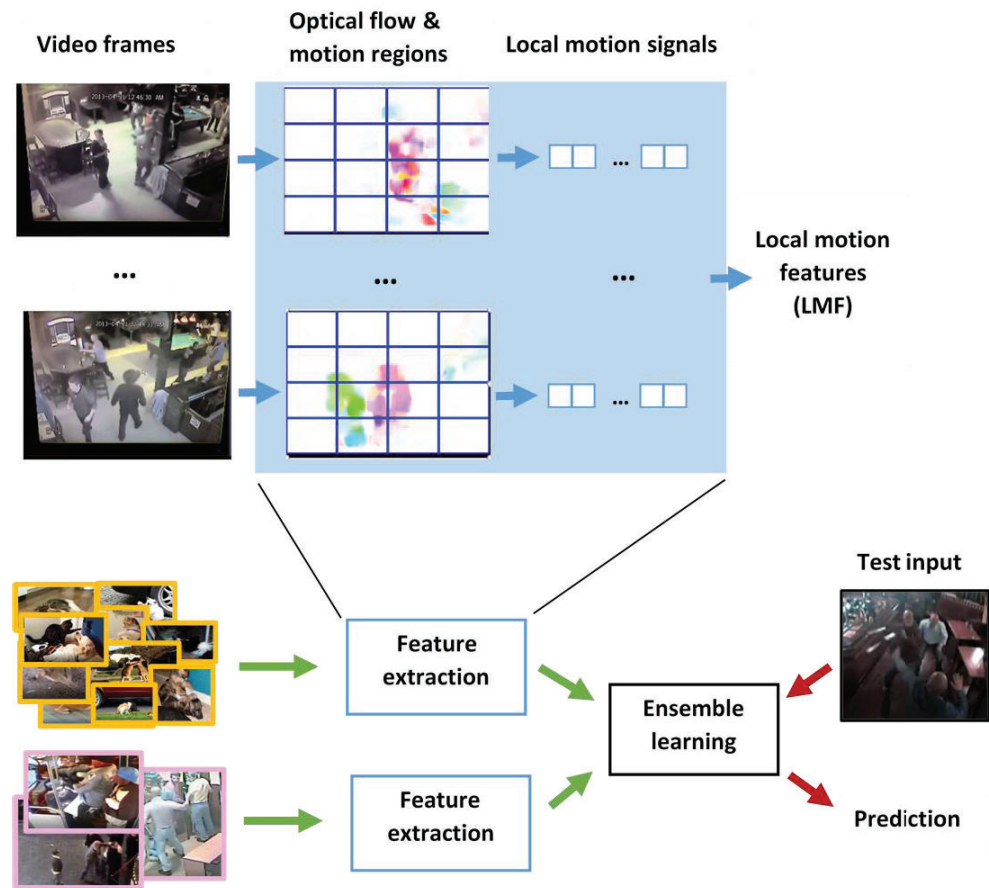 Video frames
Optical flow &
motion regions
Local motion signals
...
...
...
...
...
Local motion
features
(LMF)
Test input
Feature
extraction
Ensemble
learning
Feature
extraction
Prediction